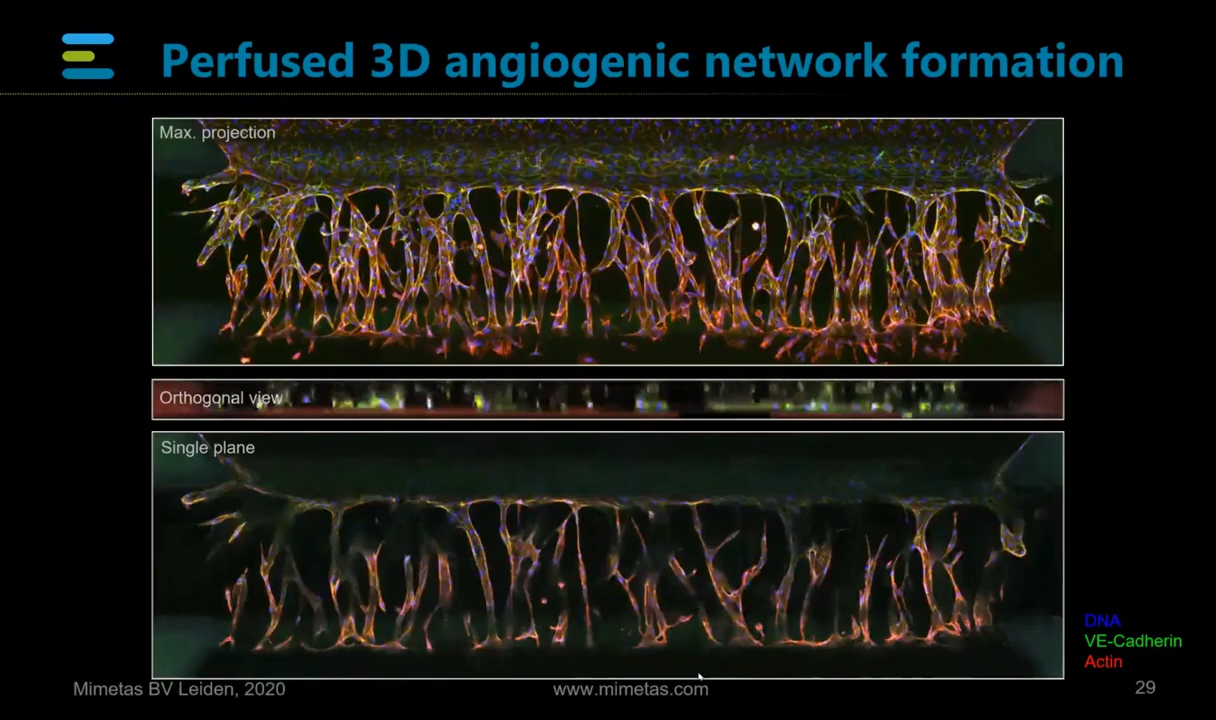 Perfused 3D angiogenic network formation
Max. projection
Orthogonal view
Single plane
DNA
VE-Cadherin
Actin
Mimetas BV Leiden, 2020
www.mimetas.com
29